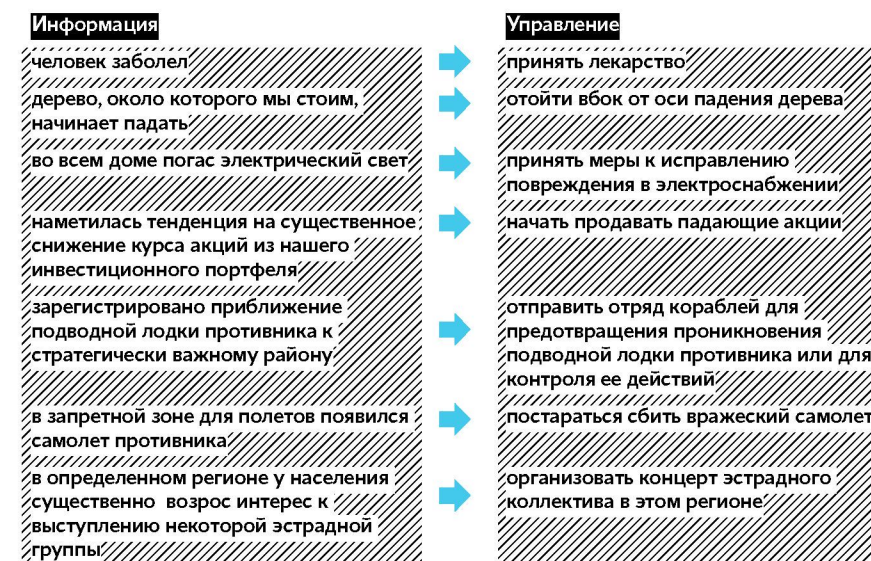 Информация
Управление
человек заболел
принять лекарство
дерево, около которого мы стоим,
начинает падать
отойти вбок от оси падения дерева
во всем доме погас электрический свет
принять меры к исправлению
повреждения в электроснабжении
наметилась тенденция на существенное
снижение курса акций из нашего
инвестиционного портфеля
начать продавать падающие акции
зарегистрировано приближение
подводной лодки противника к
стратегически важному району
отправить отряд кораблей для
предотвращения проникновения
подводной лодки противника или для
контроля ее действий
в запретной зоне для полетов появился
самолет противника
постараться сбить вражеский самолет
в определенном регионе у населения
существенно возрос интерес к
выступлению некоторой эстрадной
группы
организовать концерт эстрадного
коллектива в этом регионе